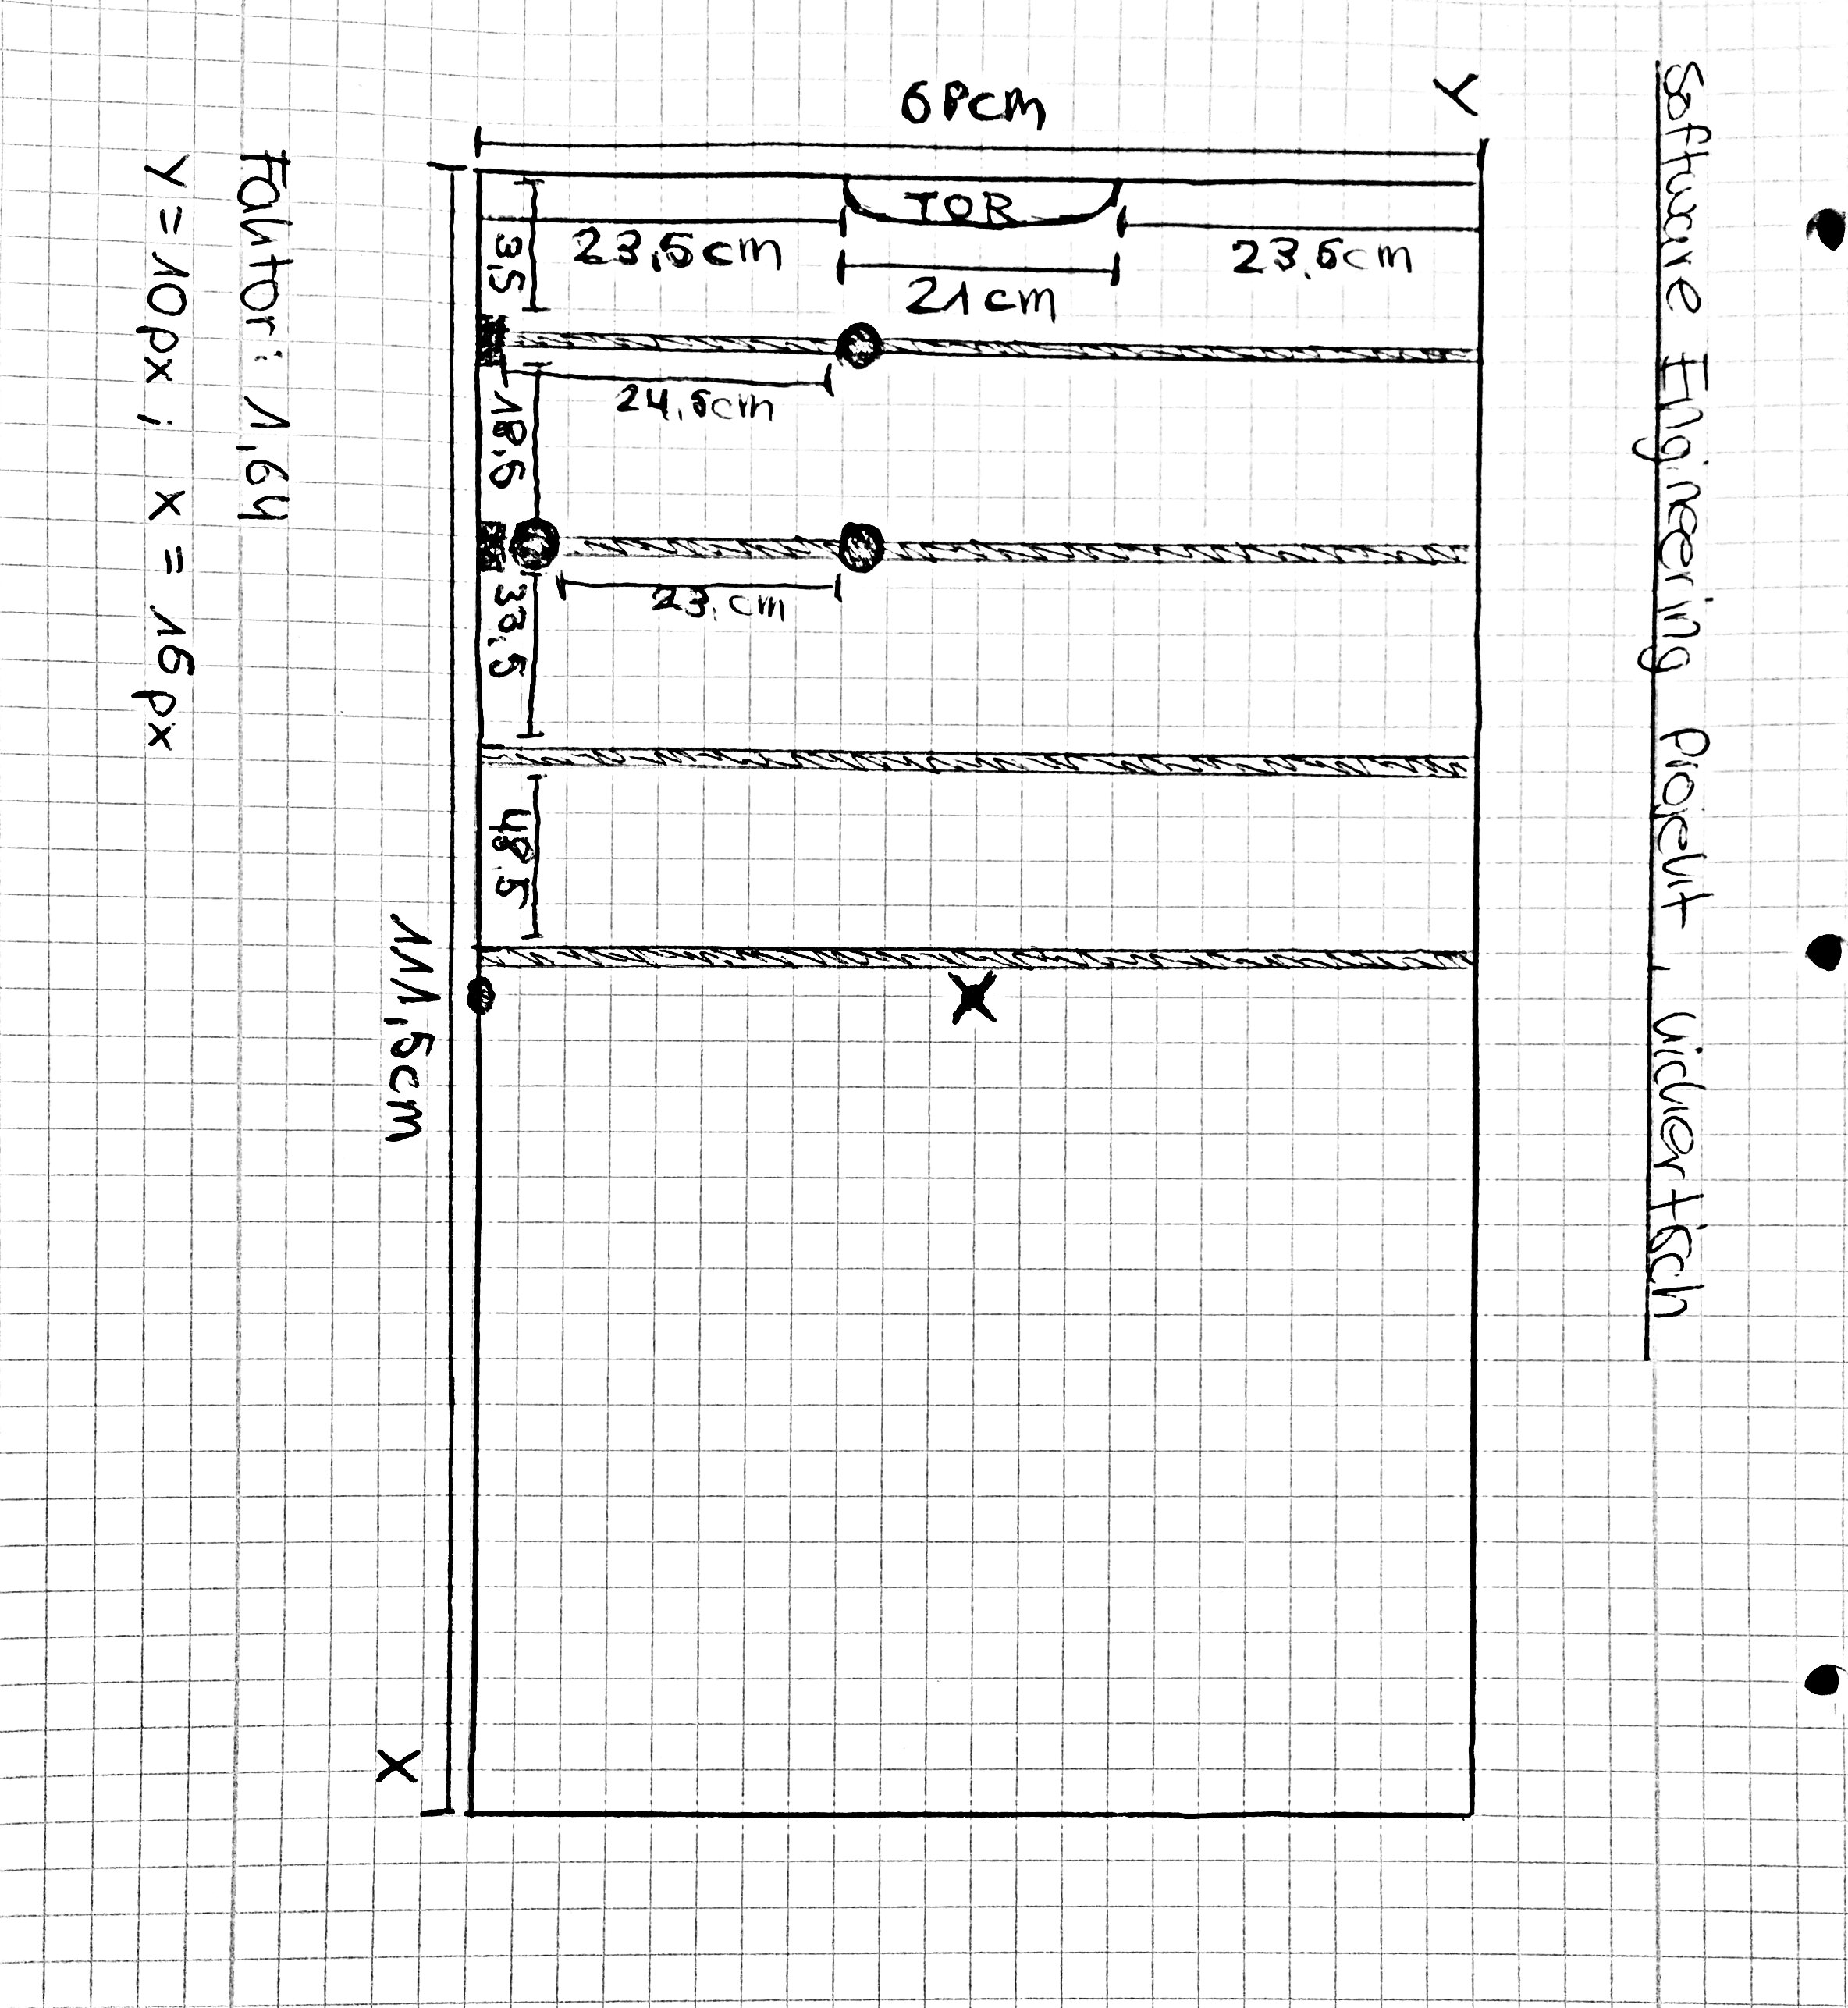 Software Engineering Projekt, Kickertisch
Y
68cm
TOR
23,5cm
23,5cm
21cm
3,5
24,5cm
18,5
23,cm
33,5
48,5
X
111,5cm
X
Faktor: 1,64
Y = 10px ; X = 16px